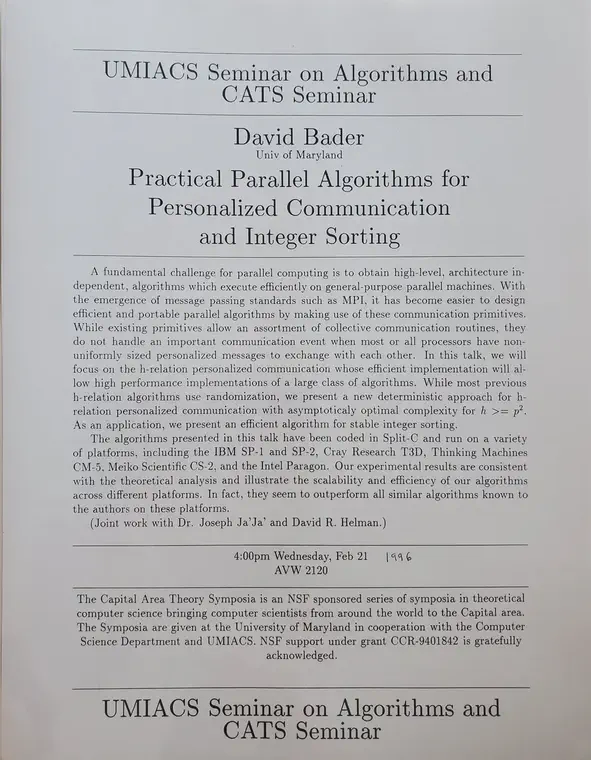 UMIACS Seminar on Algorithms and
CATS Seminar
David Bader
Univ of Maryland
Practical Parallel Algorithms for
Personalized Communication
and Integer Sorting
A fundamental challenge for parallel computing is to obtain high-level, architecture in-
dependent, algorithms which execute efficiently on general-purpose parallel machines. With
the emergence of message passing standards such as MPI, it has become easier to design
efficient and portable parallel algorithms by making use of these communication primitives.
While existing primitives allow an assortment of collective communication routines, they
do not handle an important communication event when most or all processors have non-
uniformly sized personalized messages to exchange with each other. In this talk, we will
focus on the h-relation personalized communication whose efficient implementation will al-
low high performance implementations of a large class of algorithms. While most previous
h-relation algorithms use randomization, we present a new deterministic approach for h-
relation personalized communication with asymptoticaly optimal complexity for h >= p².
As an application, we present an efficient algorithm for stable integer sorting.
The algorithms presented in this talk have been coded in Split-C and run on a variety
of platforms, including the IBM SP-1 and SP-2, Cray Research T3D, Thinking Machines
CM-5, Meiko Scientific CS-2, and the Intel Paragon. Our experimental results are consistent
with the theoretical analysis and illustrate the scalability and efficiency of our algorithms
across different platforms. In fact, they seem to outperform all similar algorithms known to
the authors on these platforms.
(Joint work with Dr. Joseph Ja'Ja' and David R. Helman.)
4:00pm Wednesday, Feb 21 1996
AVW 2120
The Capital Area Theory Symposia is an NSF sponsored series of symposia in theoretical
computer science bringing computer scientists from around the world to the Capital area.
The Symposia are given at the University of Maryland in cooperation with the Computer
Science Department and UMIACS. NSF support under grant CCR-9401842 is gratefully
acknowledged.
UMIACS Seminar on Algorithms and
CATS Seminar